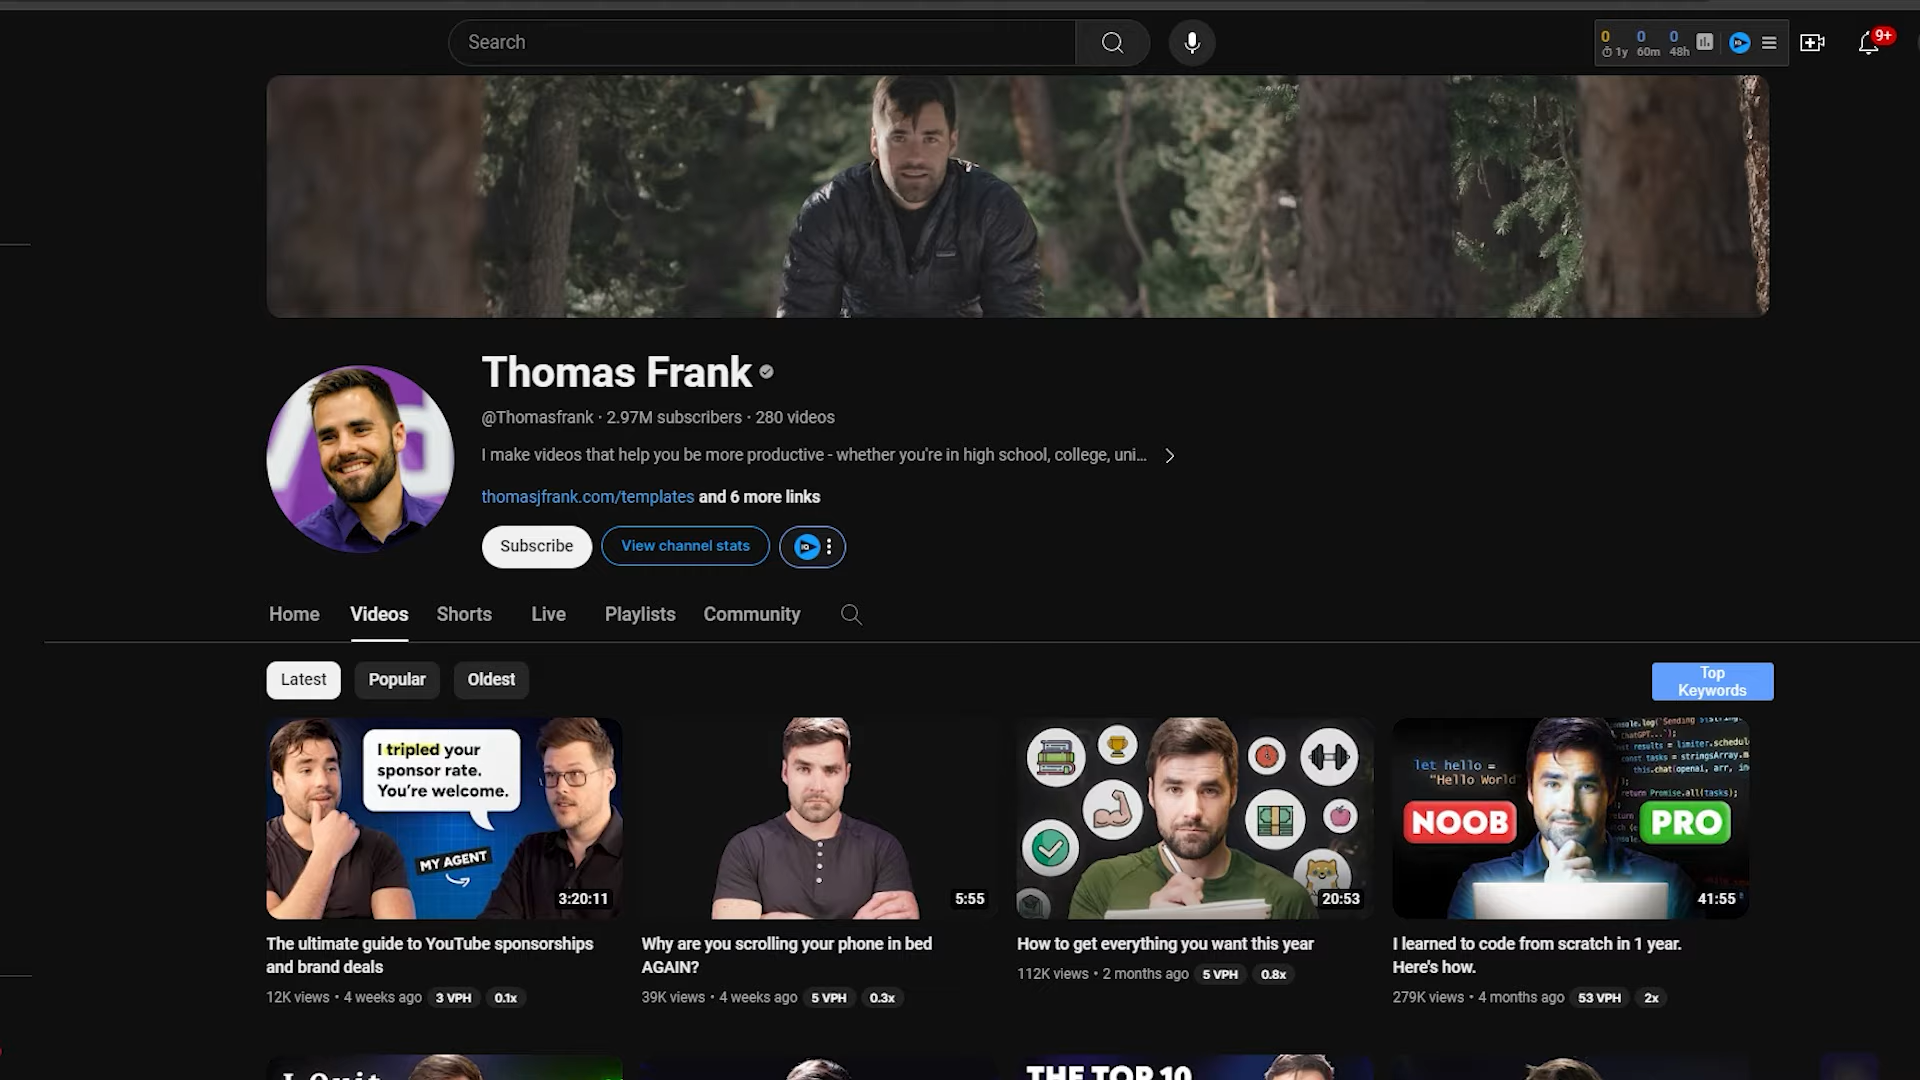 Search
0 0 0
1y 60m 48h
9+
Thomas Frank
@Thomasfrank · 2.97M subscribers · 280 videos
I make videos that help you be more productive - whether you're in high school, college, uni...
thomasjfrank.com/templates and 6 more links
Subscribe
View channel stats
IQ
Home Videos Shorts Live Playlists Community
Latest Popular Oldest
Top
Keywords
I tripled your
sponsor rate.
You're welcome.
MY AGENT
3:20:11
5:55
20:53
let hello =
"Hello World"
NOOB
PRO
41:55
The ultimate guide to YouTube sponsorships
and brand deals
12K views • 4 weeks ago 3 VPH 0.1x
Why are you scrolling your phone in bed
AGAIN?
39K views • 4 weeks ago 5 VPH 0.3x
How to get everything you want this year
112K views • 2 months ago 5 VPH 0.8x
I learned to code from scratch in 1 year.
Here's how.
279K views • 4 months ago 53 VPH 2x
I Quit
THE TOP 10